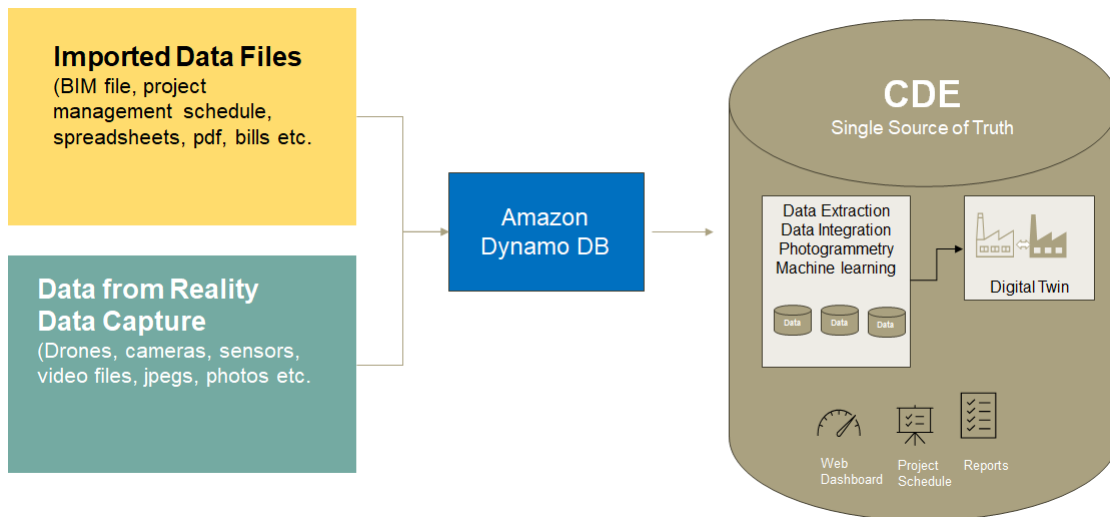 Imported Data Files
(BIM file, project
management schedule,
spreadsheets, pdf, bills etc.
Data from Reality
Data Capture
(Drones, cameras, sensors,
video files, jpegs, photos etc.
Amazon
Dynamo DB
CDE
Single Source of Truth
Data Extraction
Data Integration
Photogrammetry
Machine learning
Data
Data
Data
Digital Twin
Web
Dashboard
Project
Schedule
Reports